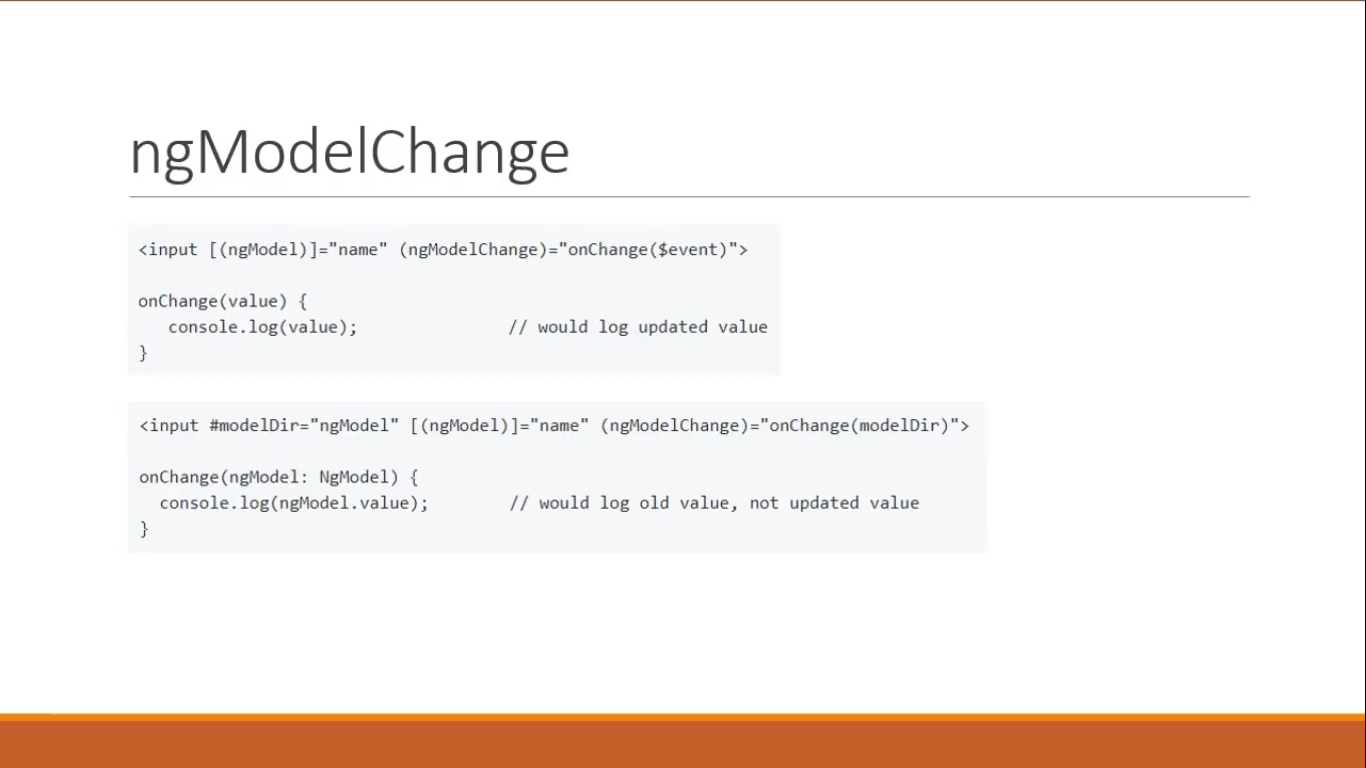 ngModelChange
<input [(ngModel)]="name" (ngModelChange)="onChange($event)">
onChange(value) {
console.log(value); // would log updated value
}
<input #modelDir="ngModel" [(ngModel)]="name" (ngModelChange)="onChange(modelDir)">
onChange(ngModel: NgModel) {
console.log(ngModel.value); // would log old value, not updated value
}